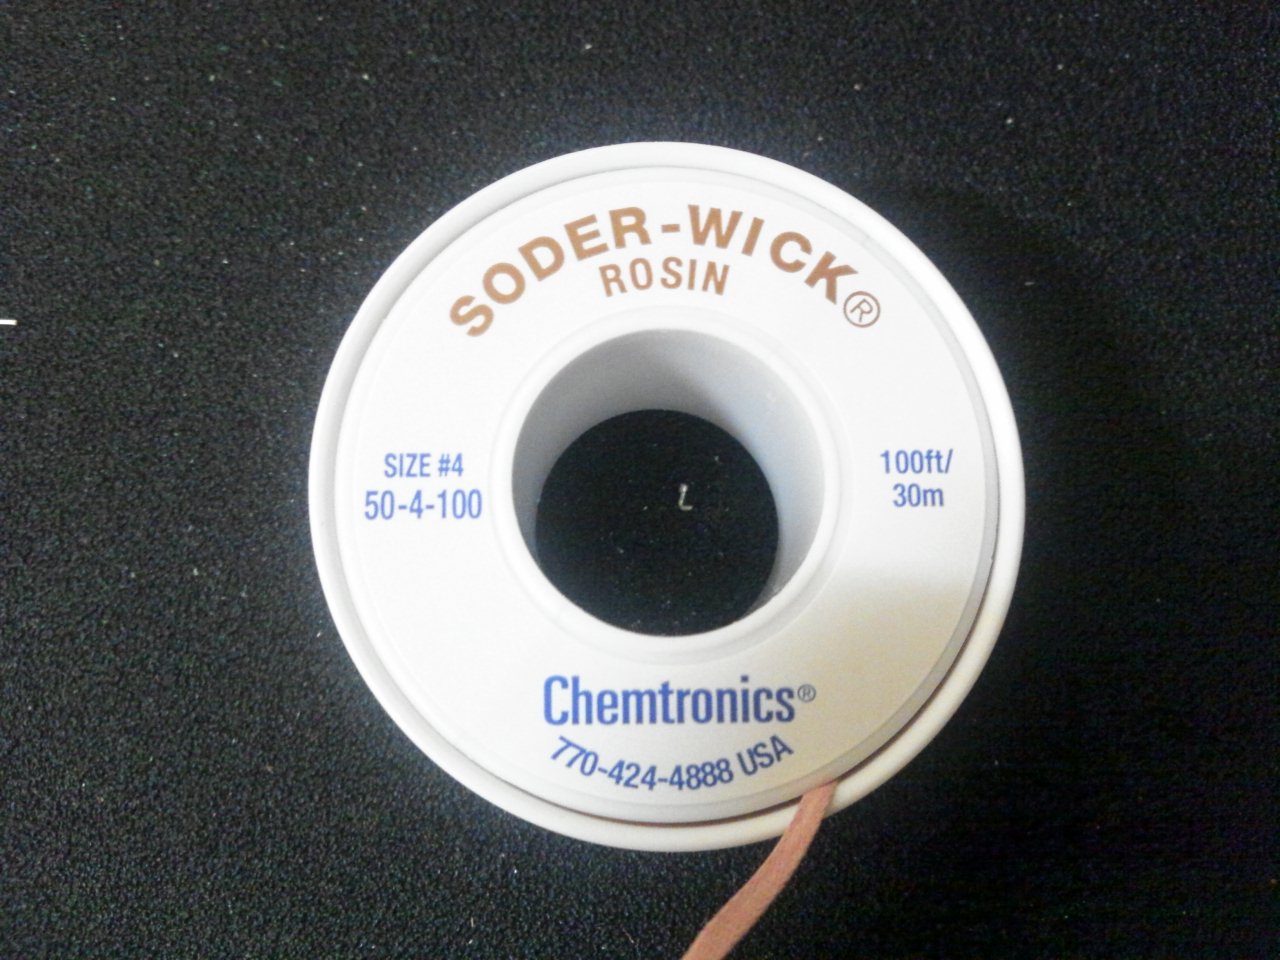 SODER-WICK®
ROSIN
SIZE #4
50-4-100
100ft/
30m
Chemtronics®
770-424-4888 USA